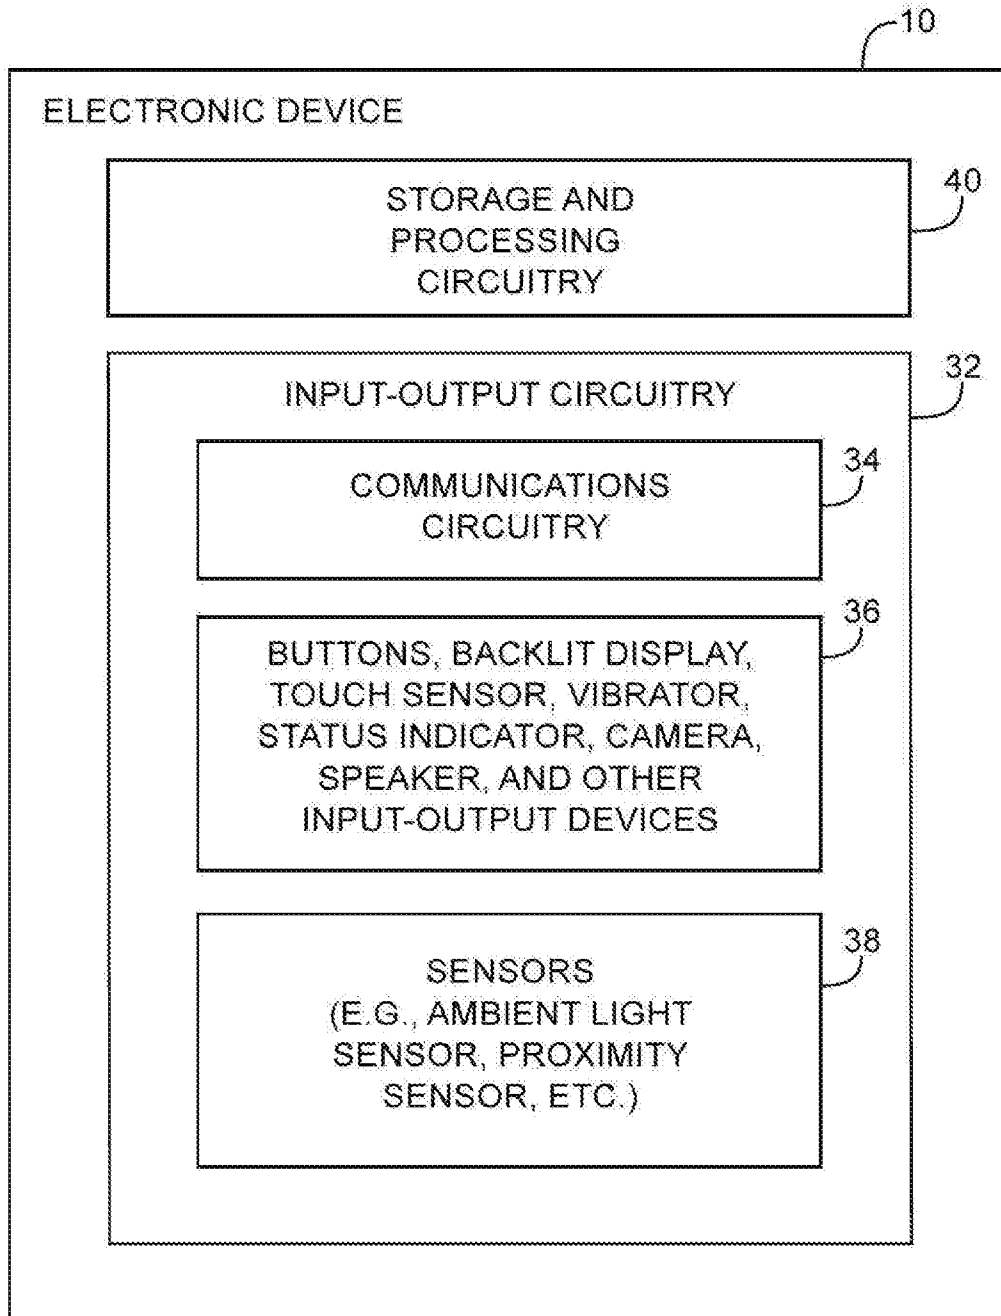 10
ELECTRONIC DEVICE
STORAGE AND
PROCESSING
CIRCUITRY
40
INPUT-OUTPUT CIRCUITRY
32
COMMUNICATIONS
CIRCUITRY
34
BUTTONS, BACKLIT DISPLAY,
TOUCH SENSOR, VIBRATOR,
STATUS INDICATOR, CAMERA,
SPEAKER, AND OTHER
INPUT-OUTPUT DEVICES
36
SENSORS
(E.G., AMBIENT LIGHT
SENSOR, PROXIMITY
SENSOR, ETC.)
38